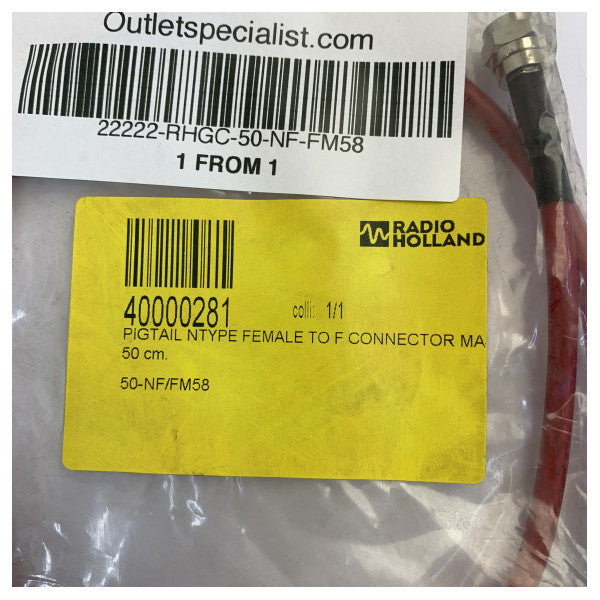 Outletspecialist.com
22222-RHGC-50-NF-FM58
1 FROM 1
RADIO
HOLLAND
40000281 colli: 1/1
PIGTAIL NTYPE FEMALE TO F CONNECTOR MA
50 cm.
50-NF/FM58